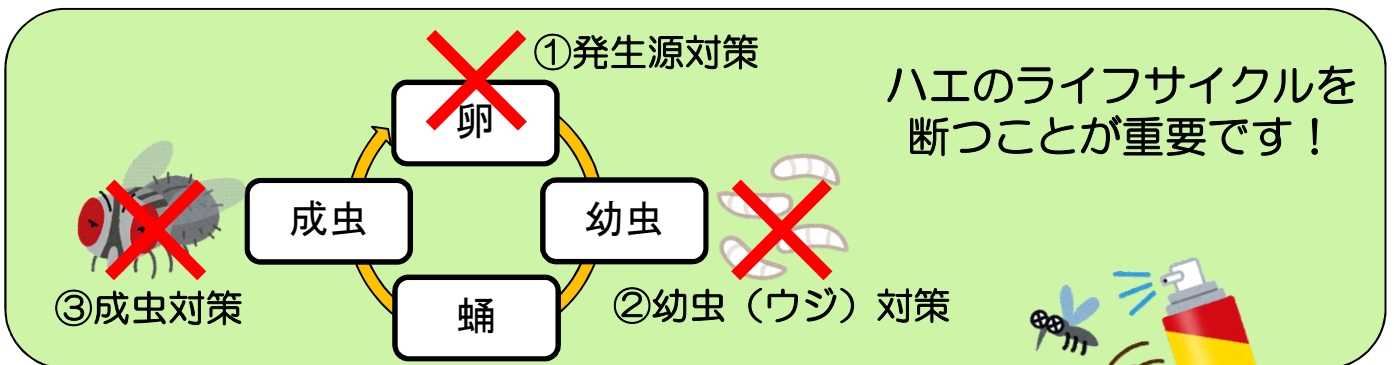 ①発生源対策
ハエのライフサイクルを
断つことが重要です！
卵
成虫
幼虫
③成虫対策
蛹
②幼虫（ウジ）対策